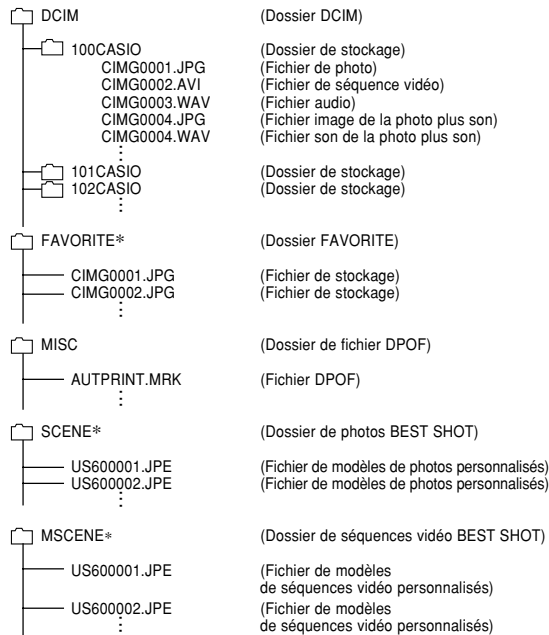 DCIM (Dossier DCIM)
100CASIO (Dossier de stockage)
CIMG0001.JPG (Fichier de photo)
CIMG0002.AVI (Fichier de séquence vidéo)
CIMG0003.WAV (Fichier audio)
CIMG0004.JPG (Fichier image de la photo plus son)
CIMG0004.WAV (Fichier son de la photo plus son)
101CASIO (Dossier de stockage)
102CASIO (Dossier de stockage)
FAVORITE* (Dossier FAVORITE)
CIMG0001.JPG (Fichier de stockage)
CIMG0002.JPG (Fichier de stockage)
MISC (Dossier de fichier DPOF)
AUTPRINT.MRK (Fichier DPOF)
SCENE* (Dossier de photos BEST SHOT)
US600001.JPE (Fichier de modèles de photos personnalisés)
US600002.JPE (Fichier de modèles de photos personnalisés)
MSCENE* (Dossier de séquences vidéo BEST SHOT)
US600001.JPE (Fichier de modèles
de séquences vidéo personnalisés)
US600002.JPE (Fichier de modèles
de séquences vidéo personnalisés)